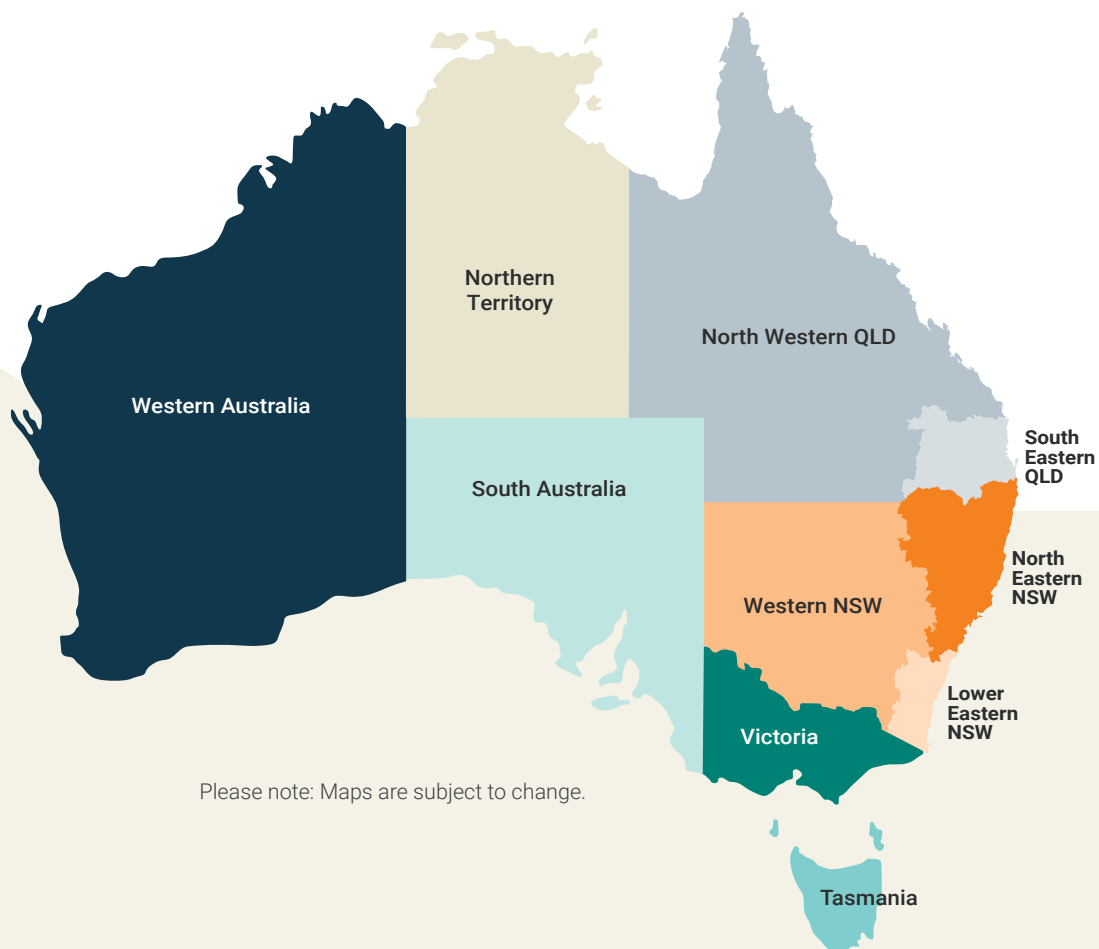 Northern
Territory
North Western QLD
Western Australia
South
Eastern
QLD
South Australia
North
Eastern
NSW
Western NSW
Lower
Eastern
NSW
Victoria
Please note: Maps are subject to change.
Tasmania